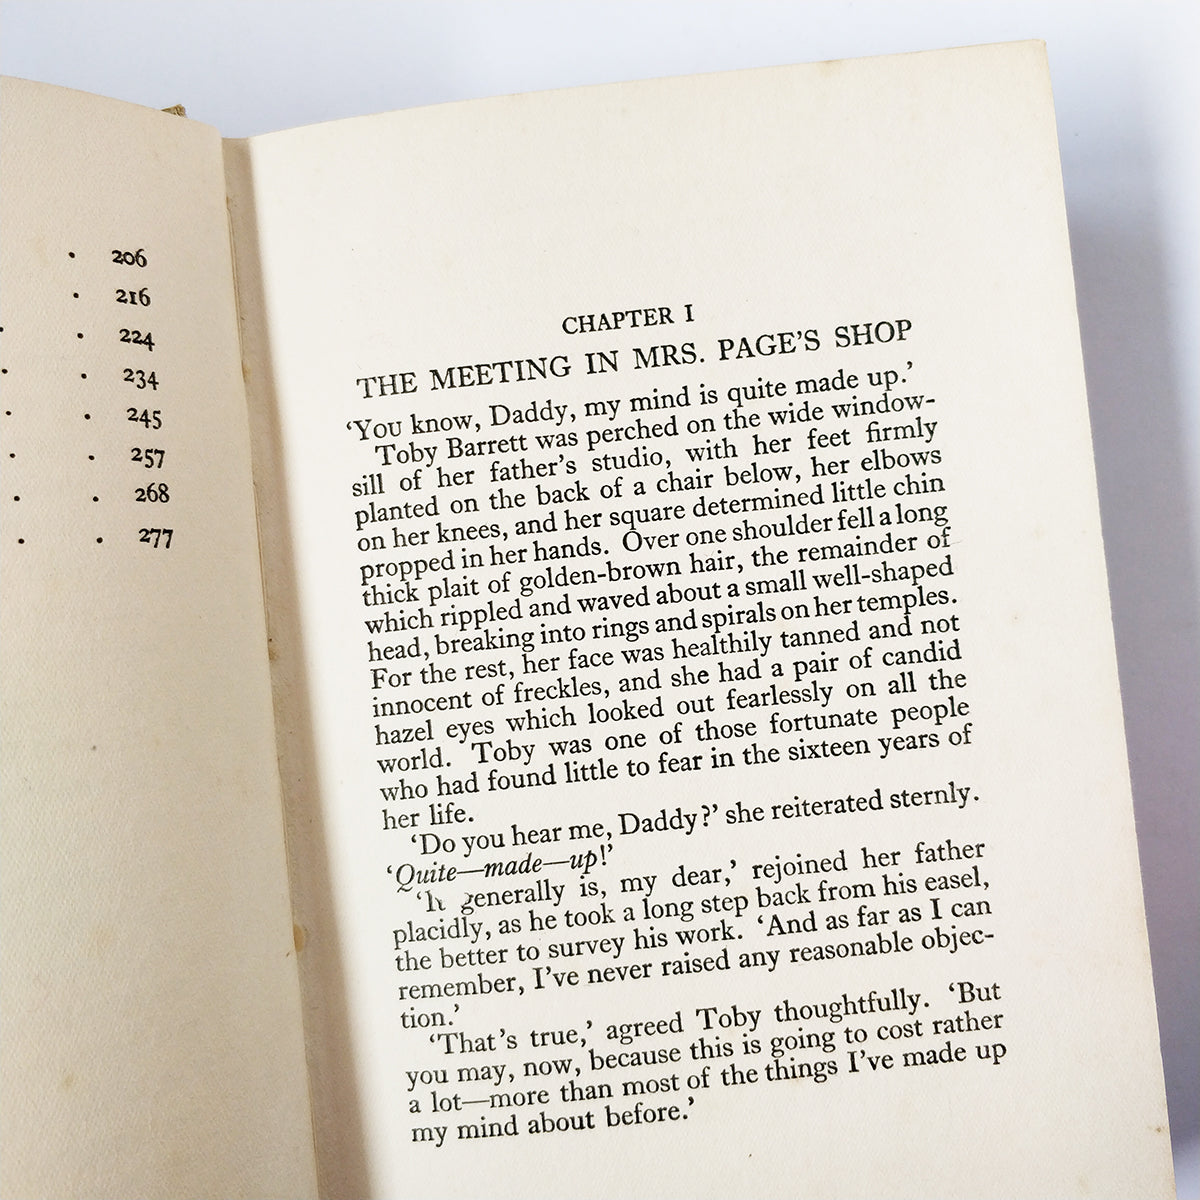 206
216
224
234
245
257
268
277
CHAPTER I
THE MEETING IN MRS. PAGE'S SHOP
‘You know, Daddy, my mind is quite made up.’
Toby Barrett was perched on the wide window-
sill of her father’s studio, with her feet firmly
planted on the back of a chair below, her elbows
on her knees, and her square determined little chin
propped in her hands. Over one shoulder fell a long
thick plait of golden-brown hair, the remainder of
which rippled and waved about a small well-shaped
head, breaking into rings and spirals on her temples.
For the rest, her face was healthily tanned and not
innocent of freckles, and she had a pair of candid
hazel eyes which looked out fearlessly on all the
world. Toby was one of those fortunate people
who had found little to fear in the sixteen years of
her life.
‘Do you hear me, Daddy?’ she reiterated sternly.
‘Quite—made—up!’
‘It generally is, my dear,’ rejoined her father
placidly, as he took a long step back from his easel,
the better to survey his work. ‘And as far as I can
remember, I’ve never raised any reasonable objec-
tion.’
‘That’s true,’ agreed Toby thoughtfully. ‘But
you may, now, because this is going to cost rather
a lot—more than most of the things I’ve made up
my mind about before.’